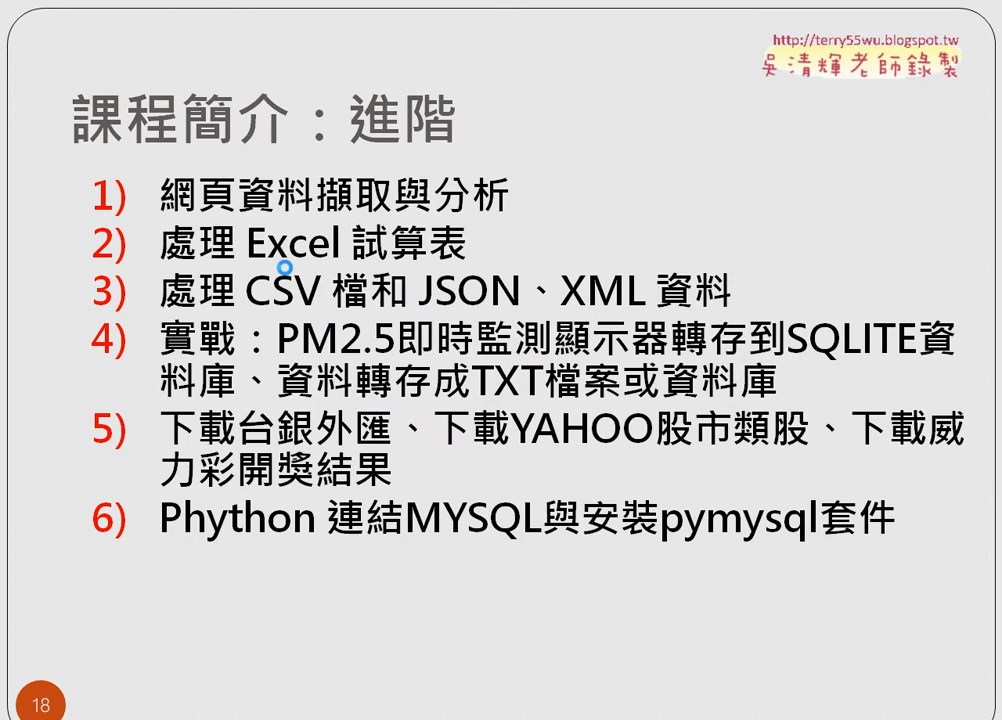 http://terry55wu.blogspot.tw
吳清輝老師錄製
課程簡介：進階
1) 網頁資料擷取與分析
2) 處理 Excel 試算表
3) 處理 CSV 檔和 JSON、XML 資料
4) 實戰：PM2.5即時監測顯示器轉存到SQLITE資
料庫、資料轉存成TXT檔案或資料庫
5) 下載台銀外匯、下載YAHOO股市類股、下載威
力彩開獎結果
6) Phython 連結MYSQL與安裝pymysql套件
18